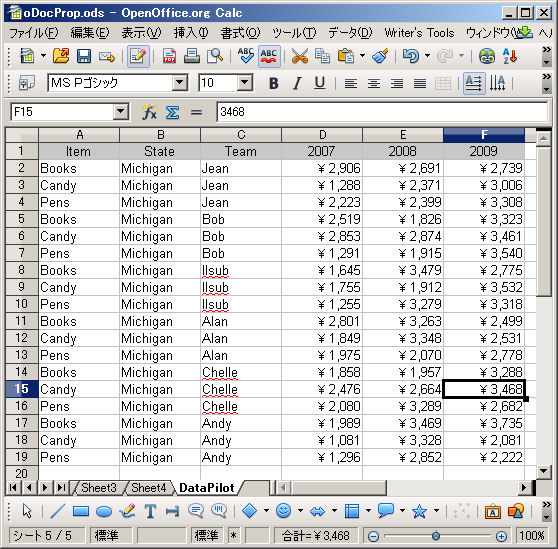 oDocProp.ods - OpenOffice.org Calc
ファイル(F) 編集(E) 表示(V) 挿入(I) 書式(O) ツール(T) データ(D) Writer's Tools ウィンドウ(W) ヘ
ABC ABC
MS Pゴシック 10 B I U
F15 fx Σ = 3468
A B C D E F
1 Item State Team 2007 2008 2009
2 Books Michigan Jean ¥2,906 ¥2,691 ¥2,739
3 Candy Michigan Jean ¥1,288 ¥2,371 ¥3,006
4 Pens Michigan Jean ¥2,223 ¥2,399 ¥3,308
5 Books Michigan Bob ¥2,519 ¥1,826 ¥3,323
6 Candy Michigan Bob ¥2,853 ¥2,874 ¥3,461
7 Pens Michigan Bob ¥1,291 ¥1,915 ¥3,540
8 Books Michigan Ilsub ¥1,645 ¥3,479 ¥2,775
9 Candy Michigan Ilsub ¥1,755 ¥1,912 ¥3,532
10 Pens Michigan Ilsub ¥1,255 ¥3,279 ¥3,318
11 Books Michigan Alan ¥2,801 ¥3,263 ¥2,499
12 Candy Michigan Alan ¥1,849 ¥3,348 ¥2,531
13 Pens Michigan Alan ¥1,975 ¥2,070 ¥2,778
14 Books Michigan Chelle ¥1,858 ¥1,957 ¥3,288
15 Candy Michigan Chelle ¥2,476 ¥2,664 ¥3,468
16 Pens Michigan Chelle ¥2,080 ¥3,289 ¥2,682
17 Books Michigan Andy ¥1,989 ¥3,469 ¥3,735
18 Candy Michigan Andy ¥1,081 ¥3,328 ¥2,081
19 Pens Michigan Andy ¥1,296 ¥2,852 ¥2,222
20
Sheet3 Sheet4 DataPilot
T
シート 5 / 5 標準 標準 * 合計=¥3,468 100%